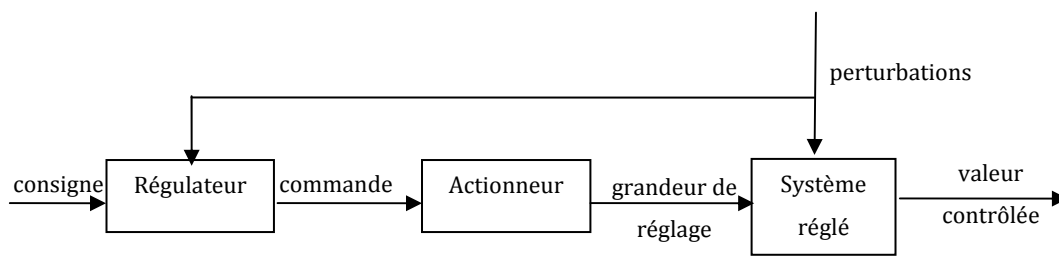 perturbations
consigne
Régulateur
commande
Actionneur
grandeur de
réglage
Système
réglé
valeur
contrôlée